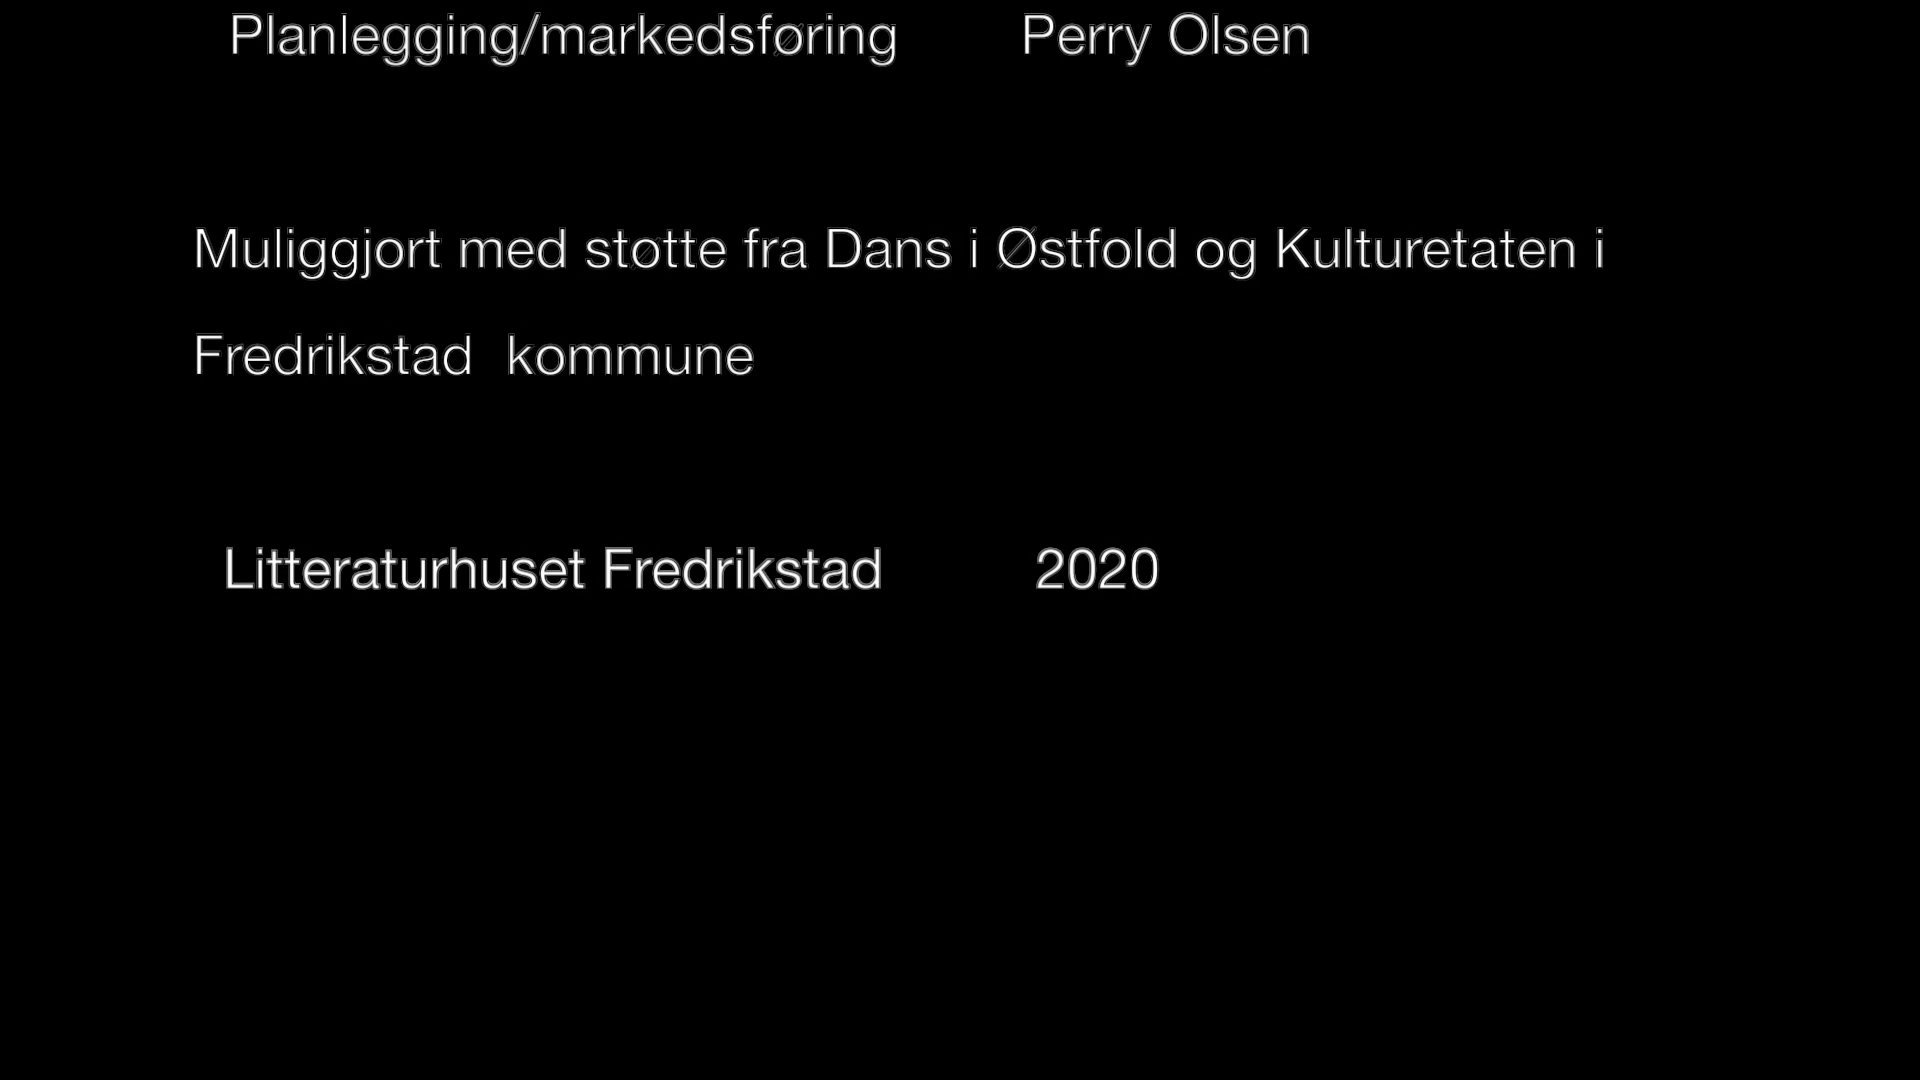 Planlegging/markedsføring Perry Olsen
Muliggjort med støtte fra Dans i Østfold og Kulturetaten i
Fredrikstad kommune
Litteraturhuset Fredrikstad 2020